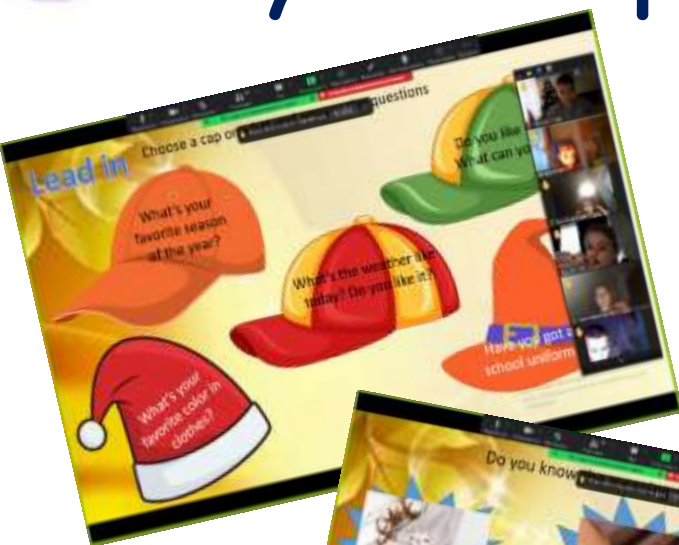 Choose a cap or questions
Lead in
What's your
favorite season
of the year?
Do you like
What can yo
What's the weather like
today? Do you like it?
Have you got a
school uniform
What's your
favorite color in
clothes?
Do you know